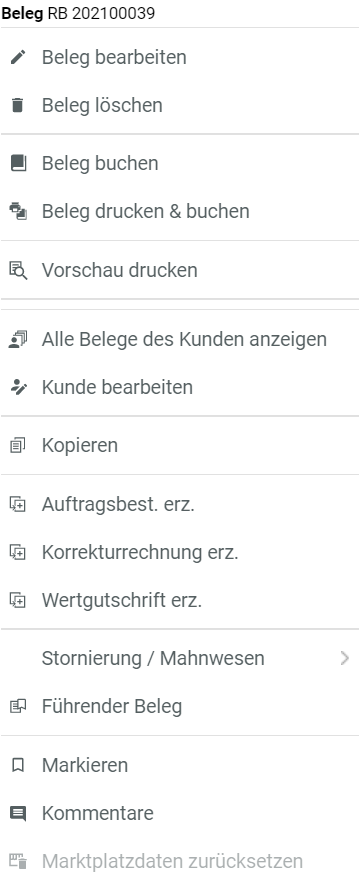 Beleg RB 202100039
Beleg bearbeiten
Beleg löschen
Beleg buchen
Beleg drucken & buchen
Vorschau drucken
Alle Belege des Kunden anzeigen
Kunde bearbeiten
Kopieren
Auftragsbest. erz.
Korrekturrechnung erz.
Wertgutschrift erz.
Stornierung / Mahnwesen
Führender Beleg
Markieren
Kommentare
Marktplatzdaten zurücksetzen